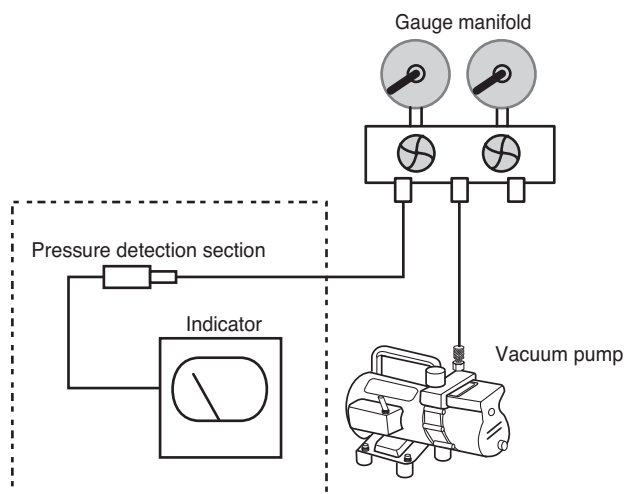 Gauge manifold
Pressure detection section
Indicator
Vacuum pump